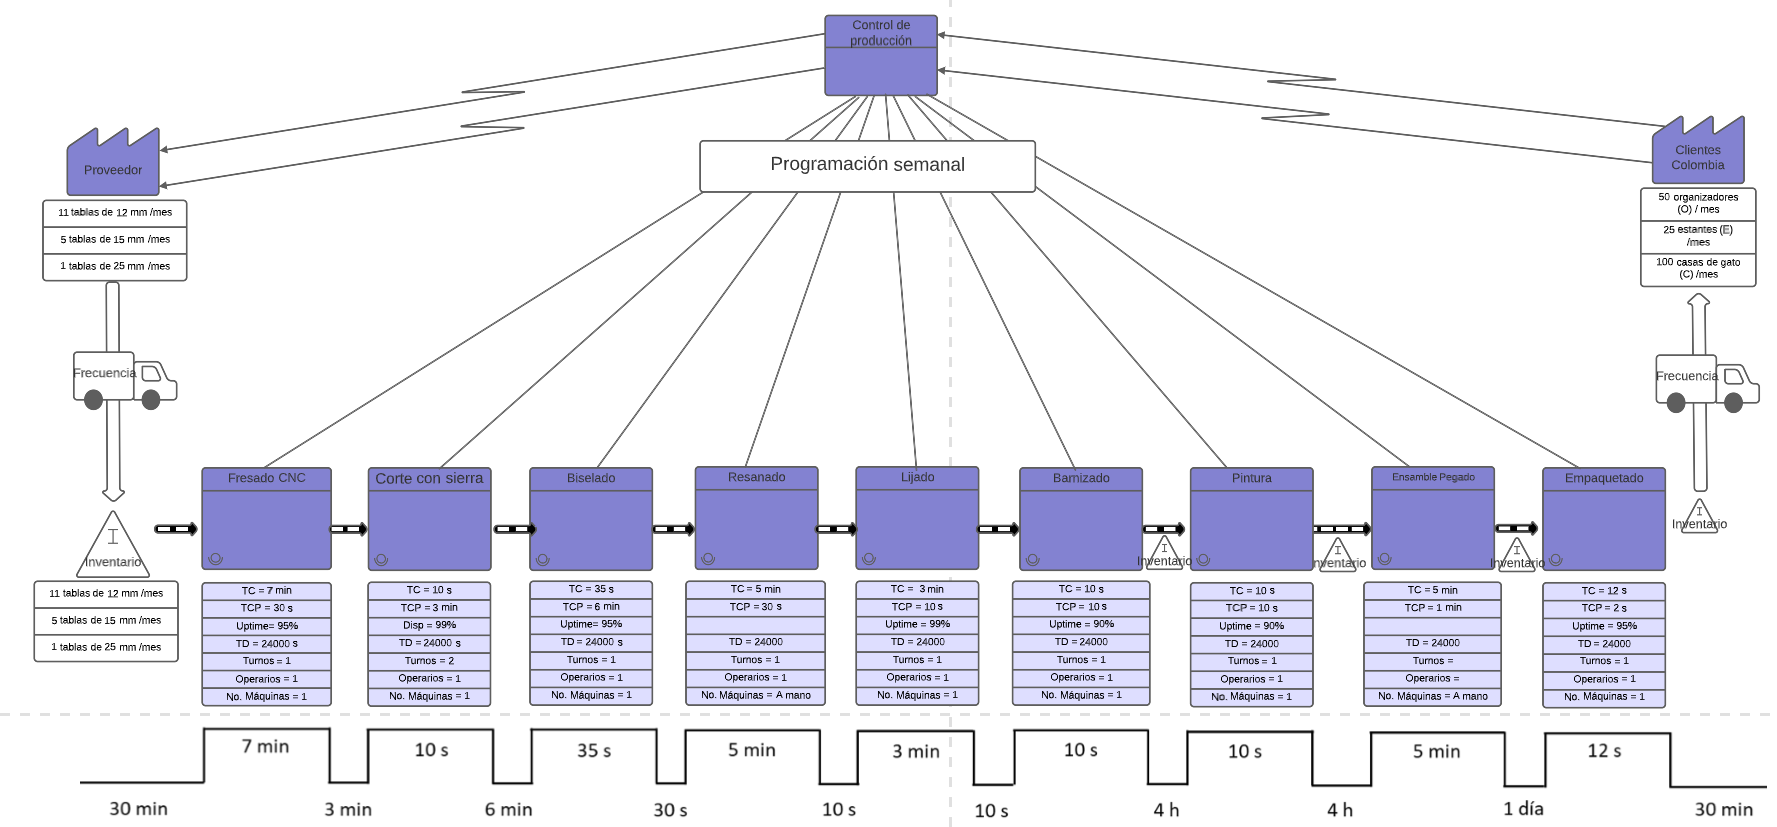 Control de
producción
Programación semanal
Proveedor
11 tablas de 12 mm /mes
5 tablas de 15 mm /mes
1 tablas de 25 mm /mes
Frecuencia
Clientes
Colombia
50 organizadores
(O) / mes
25 estantes (E)
/mes
100 casas de gato
(C) /mes
Frecuencia
I
Inventario
11 tablas de 12 mm /mes
5 tablas de 15 mm /mes
1 tablas de 25 mm /mes
Fresado CNC
TC = 7 min
TCP = 30 s
Uptime= 95%
TD = 24000 s
Turnos = 1
Operarios = 1
No. Máquinas = 1
Corte con sierra
TC = 10 s
TCP = 3 min
Disp = 99%
TD = 24000 s
Turnos = 2
Operarios = 1
No. Máquinas = 1
Biselado
TC = 35 s
TCP = 6 min
Uptime = 95%
TD = 24000 s
Turnos = 1
Operarios = 1
No. Máquinas = 1
Resanado
TC = 5 min
TCP = 30 s
TD = 24000
Turnos = 1
Operarios = 1
No. Máquinas = A mano
Lijado
TC = 3 min
TCP = 10 s
Uptime = 99%
TD = 24000
Turnos = 1
Operarios = 1
No. Máquinas = 1
Barnizado
TC = 10 s
TCP = 10 s
Uptime = 90%
TD = 24000
Turnos = 1
Operarios = 1
No. Máquinas = 1
I
Inventario
Pintura
TC = 10 s
TCP = 10 s
Uptime = 90%
TD = 24000
Turnos = 1
Operarios = 1
No. Máquinas = 1
I
Inventario
Ensamble Pegado
TC = 5 min
TCP = 1 min
TD = 24000
Turnos =
Operarios =
No. Máquinas = A mano
I
Inventario
Empaquetado
TC = 12 s
TCP = 2 s
Uptime = 95%
TD = 24000
Turnos = 1
Operarios = 1
No. Máquinas = 1
I
Inventario
7 min
10 s
35 s
5 min
3 min
10 s
10 s
5 min
12 s
30 min
3 min
6 min
30 s
10 s
10 s
4 h
4 h
1 día
30 min